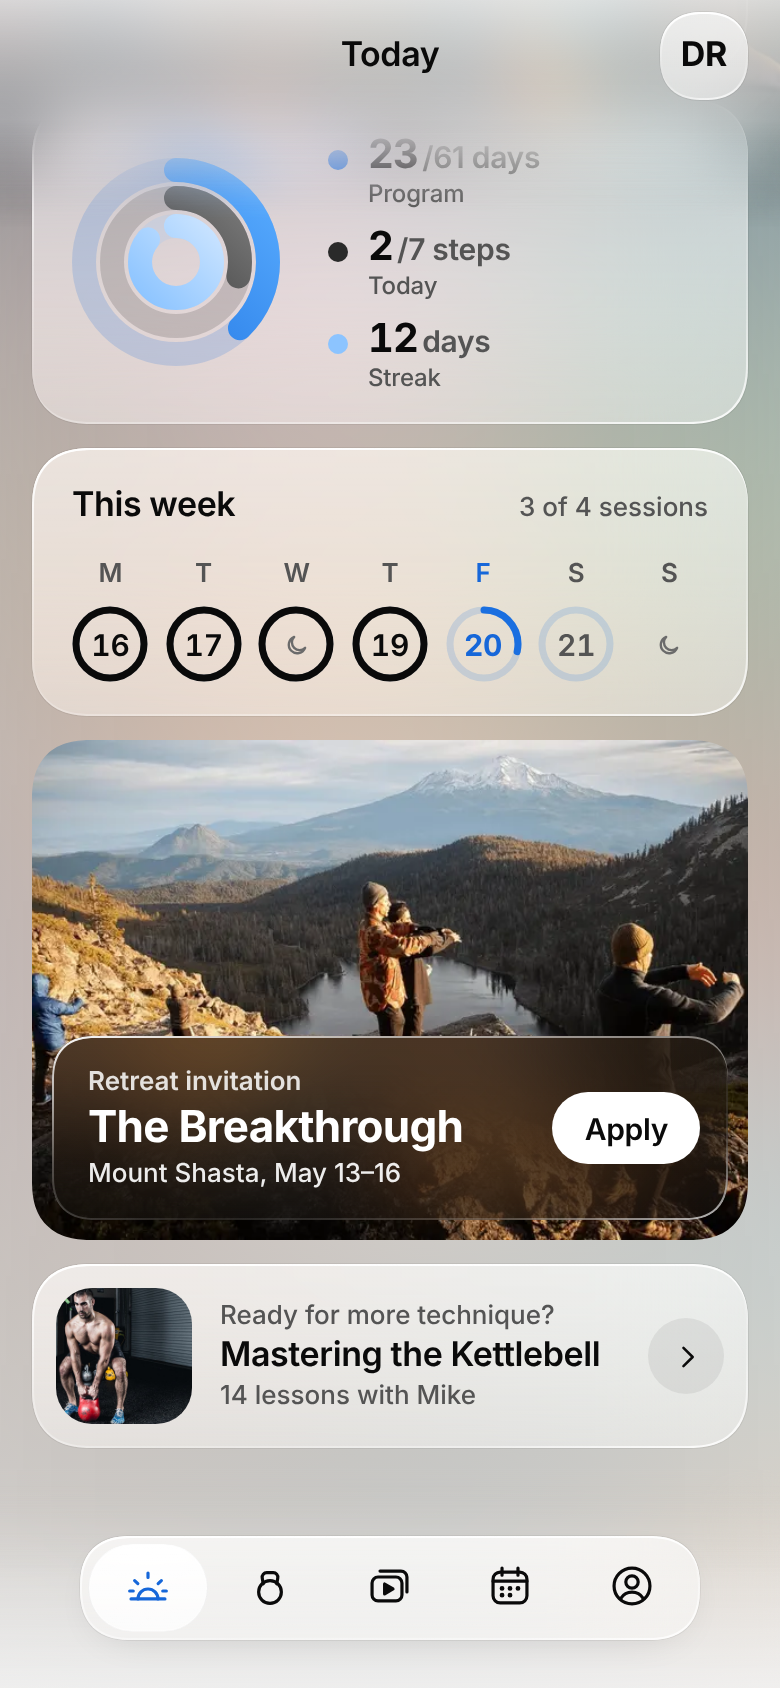 Today
DR
23/61 days
Program
2/7 steps
Today
12 days
Streak
This week
3 of 4 sessions
M T W T F S S
16 17 19 20 21
Retreat invitation
The Breakthrough
Mount Shasta, May 13–16
Apply
Ready for more technique?
Mastering the Kettlebell
14 lessons with Mike